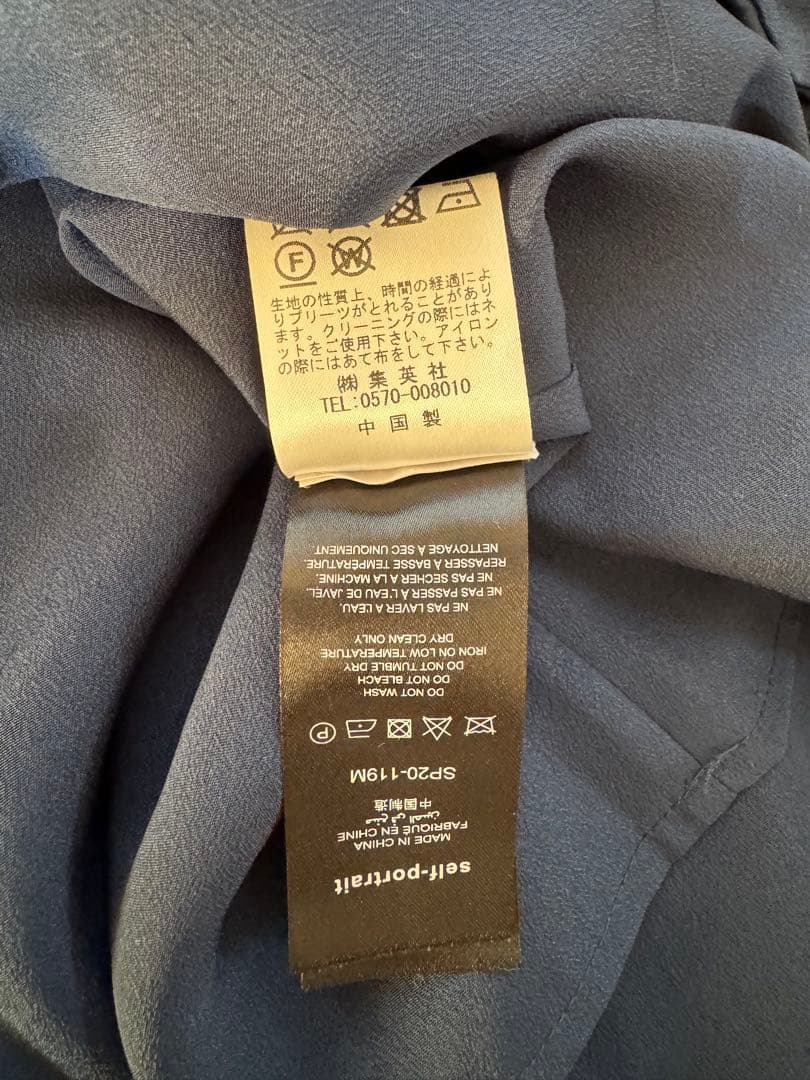 F
W
生地の性質上、時間の経過によ
りプリーツがとれることがあり
ます。クリーニングの際にはネ
ットをご使用下さい。アイロン
の際にはあて布をして下さい。
㈱集英社
TEL:0570-008010
中国製
self-portrait
MADE IN CHINA
FABRIQUÉ EN CHINE
صنع في الصين
中国制造
SP20-119M
P
DO NOT WASH
DO NOT BLEACH
DO NOT TUMBLE DRY
IRON ON LOW TEMPERATURE
DRY CLEAN ONLY
NE PAS LAVER A L'EAU.
NE PAS PASSER A L'EAU DE JAVEL.
NE PAS SÉCHER A LA MACHINE.
REPASSER A BASSE TEMPÉRATURE.
NETTOYAGE À SEC UNIQUEMENT.